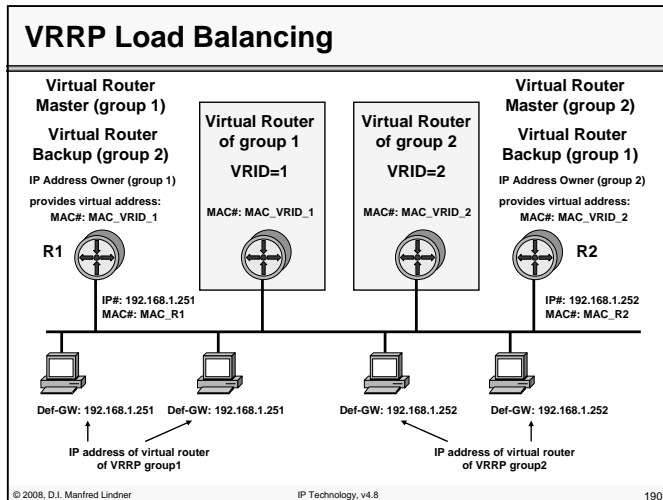 VRRP Load Balancing
Virtual Router
Master (group 1)
Virtual Router
Backup (group 2)
IP Address Owner (group 1)
provides virtual address:
MAC#: MAC_VRID_1
R1
IP#: 192.168.1.251
MAC#: MAC_R1
Virtual Router
of group 1
VRID=1
MAC#: MAC_VRID_1
Virtual Router
of group 2
VRID=2
MAC#: MAC_VRID_2
Virtual Router
Master (group 2)
Virtual Router
Backup (group 1)
IP Address Owner (group 2)
provides virtual address:
MAC#: MAC_VRID_2
R2
IP#: 192.168.1.252
MAC#: MAC_R2
Def-GW: 192.168.1.251
Def-GW: 192.168.1.251
Def-GW: 192.168.1.252
Def-GW: 192.168.1.252
IP address of virtual router
of VRRP group1
IP address of virtual router
of VRRP group2
© 2008, D.I. Manfred Lindner
IP Technology, v4.8
190